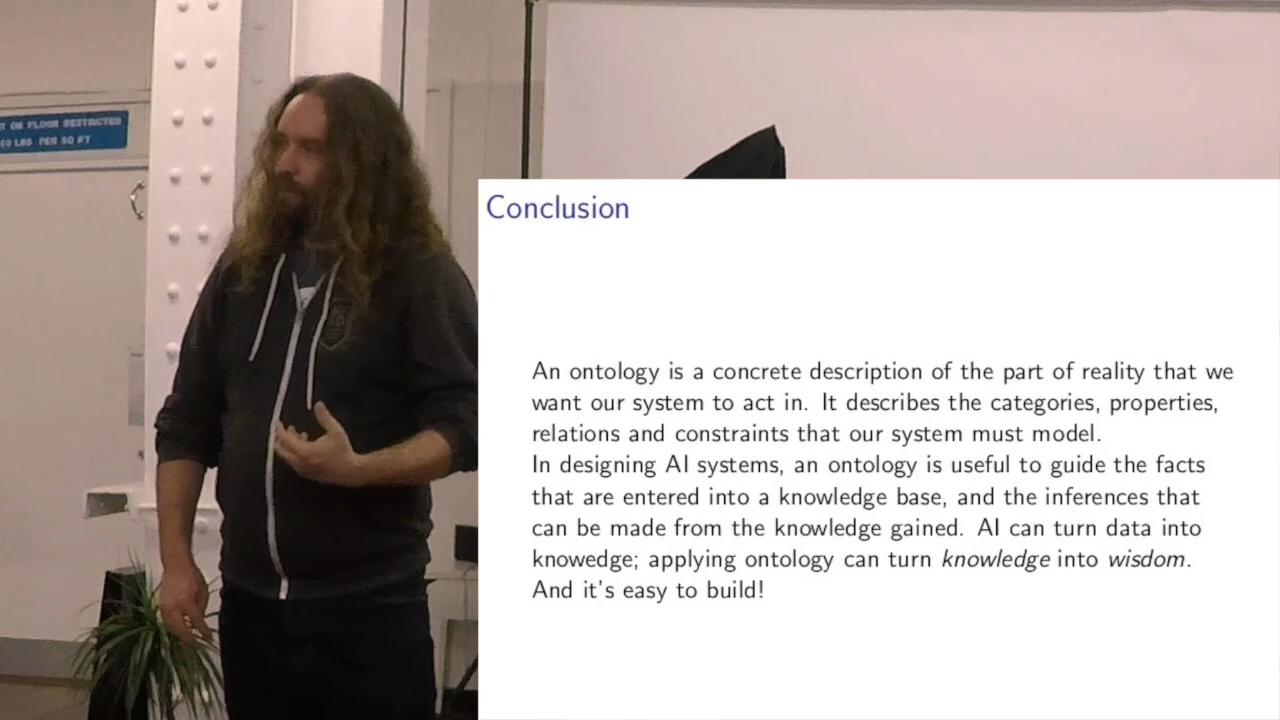 OR FLOOR RESTRICTED
LBS PER SQ FT
Conclusion
An ontology is a concrete description of the part of reality that we
want our system to act in. It describes the categories, properties,
relations and constraints that our system must model.
In designing AI systems, an ontology is useful to guide the facts
that are entered into a knowledge base, and the inferences that
can be made from the knowledge gained. AI can turn data into
knowedge; applying ontology can turn knowledge into wisdom.
And it's easy to build!